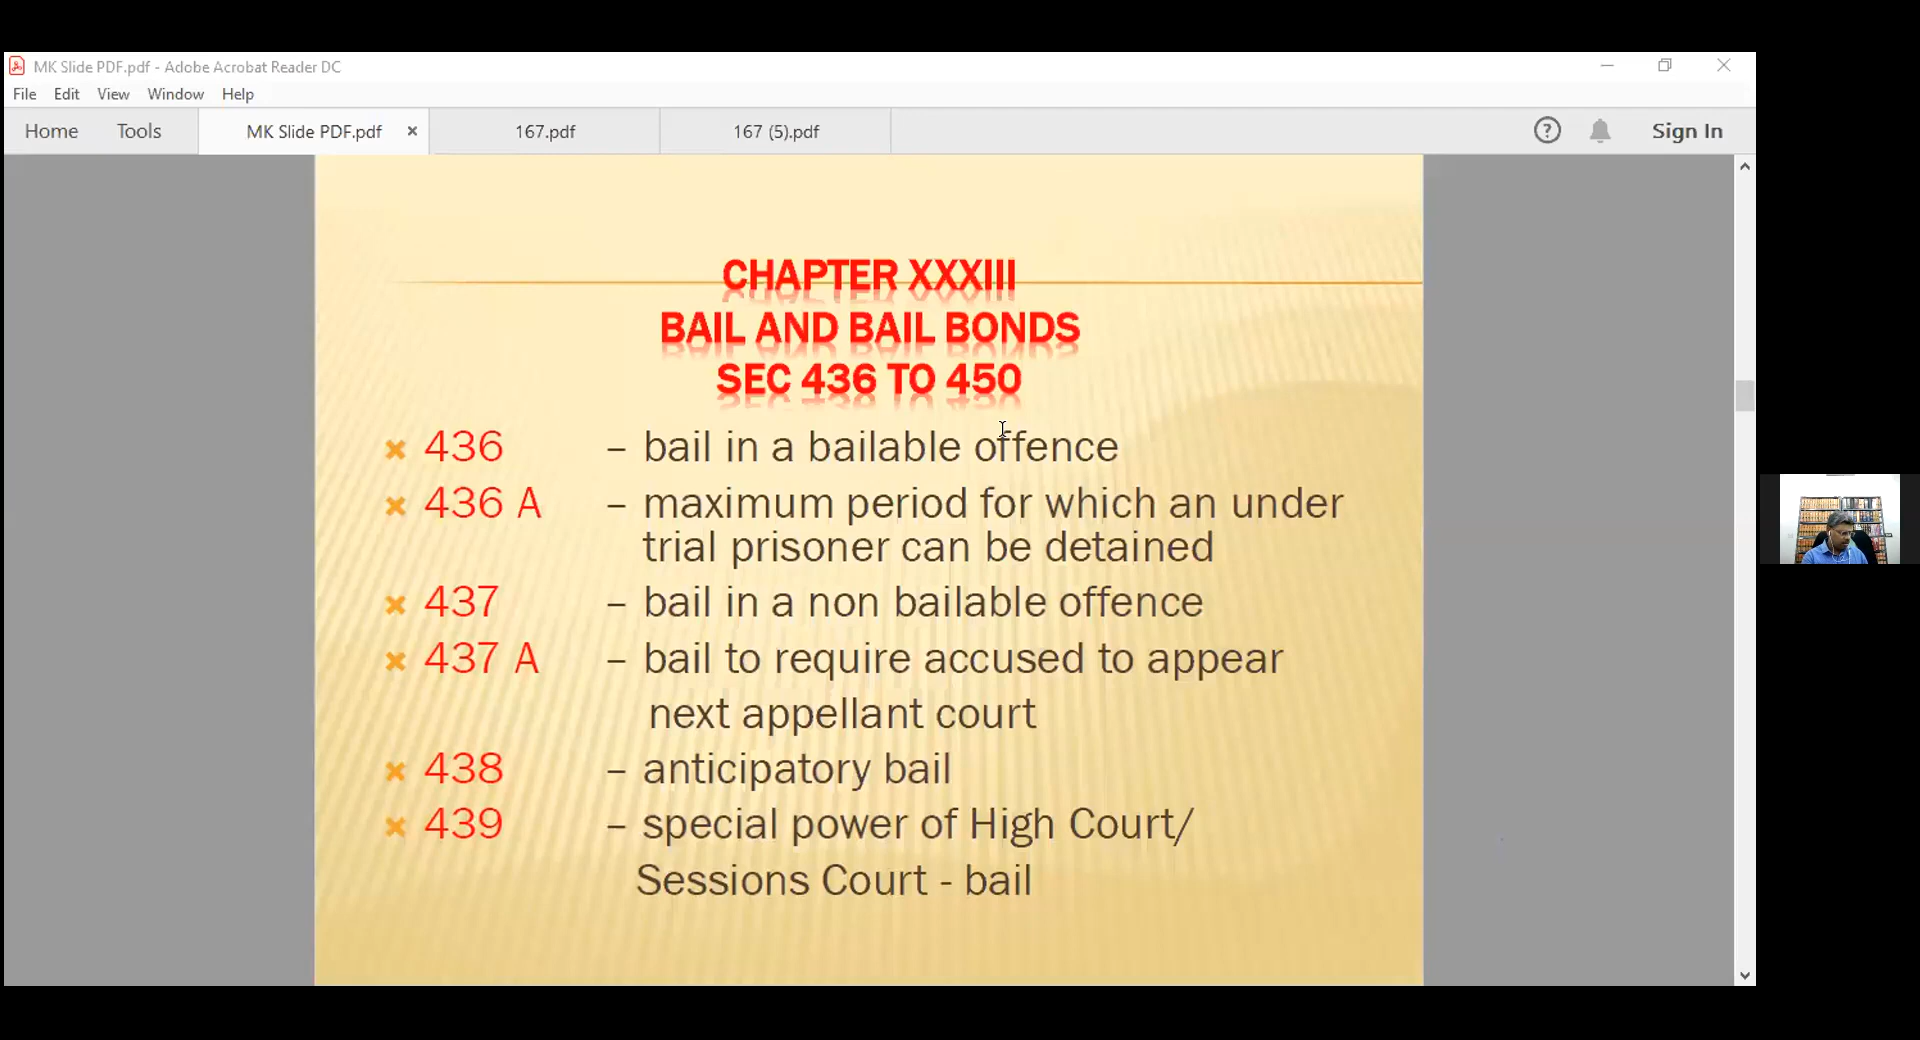 MK Slide PDF.pdf - Adobe Acrobat Reader DC
File Edit View Window Help
Home Tools MK Slide PDF.pdf × 167.pdf 167 (5).pdf ? Sign In
CHAPTER XXXIII
BAIL AND BAIL BONDS
SEC 436 TO 450
436 – bail in a bailable offence
436 A – maximum period for which an under
trial prisoner can be detained
437 – bail in a non bailable offence
437 A – bail to require accused to appear
next appellant court
438 – anticipatory bail
439 – special power of High Court/
Sessions Court - bail